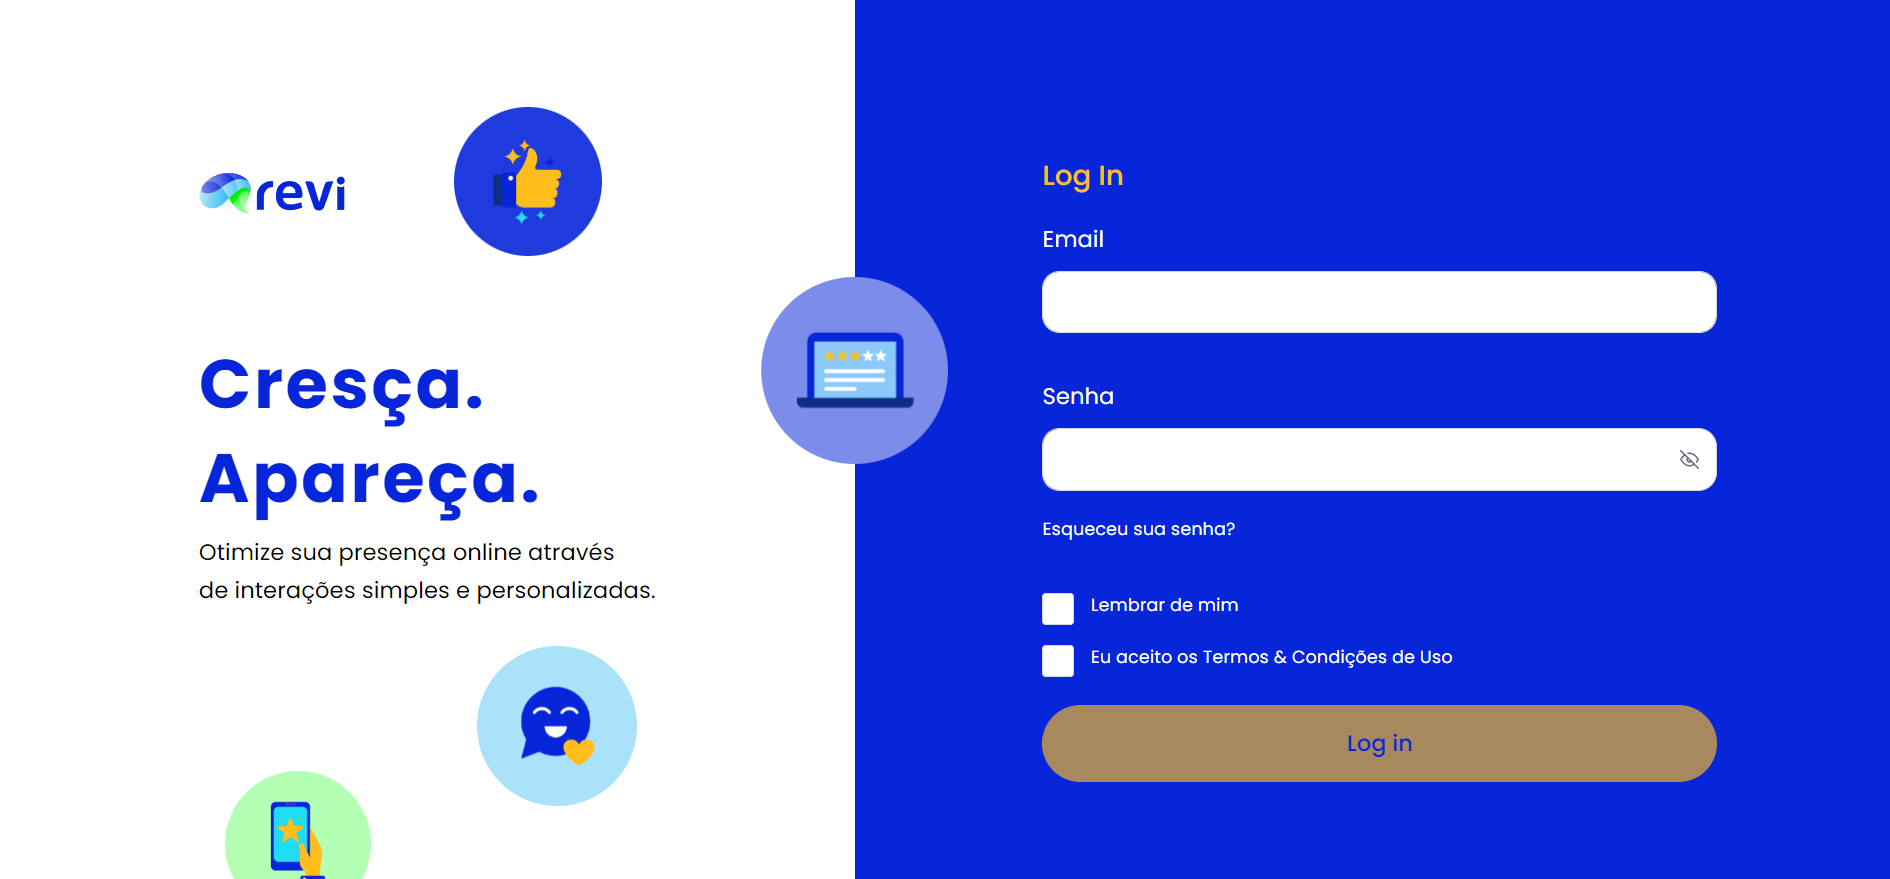 revi
Cresça.
Apareça.
Otimize sua presença online através
de interações simples e personalizadas.
Log In
Email
Senha
Esqueceu sua senha?
Lembrar de mim
Eu aceito os Termos & Condições de Uso
Log in